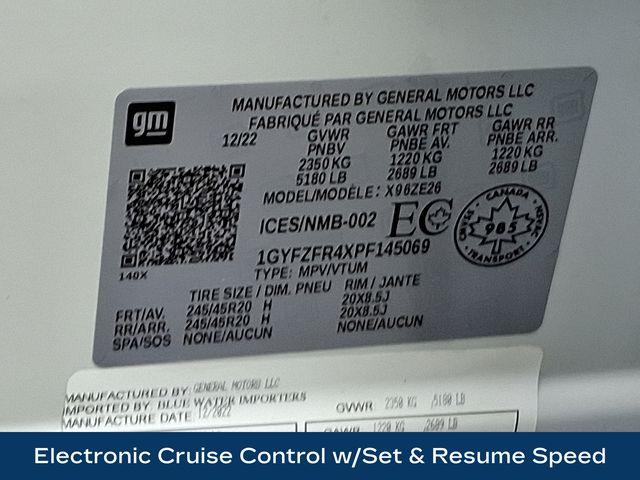 gm
MANUFACTURED BY GENERAL MOTORS LLC
FABRIQUÉ PAR GENERAL MOTORS LLC
12/22
GVWR GAWR FRT GAWR RR
PNBV PNBE AV. PNBE ARR.
2350 KG 1220 KG 1220 KG
5180 LB 2689 LB 2689 LB
MODEL/MODÈLE: X96ZE26
ICES/NMB-002 EC
CANADA
985
TRANSPORT
1GYFZFR4XPF145069
140X
TYPE: MPV/VTUM
TIRE SIZE / DIM. PNEU RIM / JANTE
FRT/AV. 245/45R20 H 20X8.5J
RR/ARR. 245/45R20 H 20X8.5J
SPA/SOS NONE/AUCUN NONE/AUCUN
MANUFACTURED BY: GENERAL MOTORS LLC
IMPORTED BY: BLUE WATER IMPORTERS
MANUFACTURE DATE: 12/2022
GVWR: 2350 KG /5180 LB
GAWR 1220 KG /2689 LB
Electronic Cruise Control w/Set & Resume Speed